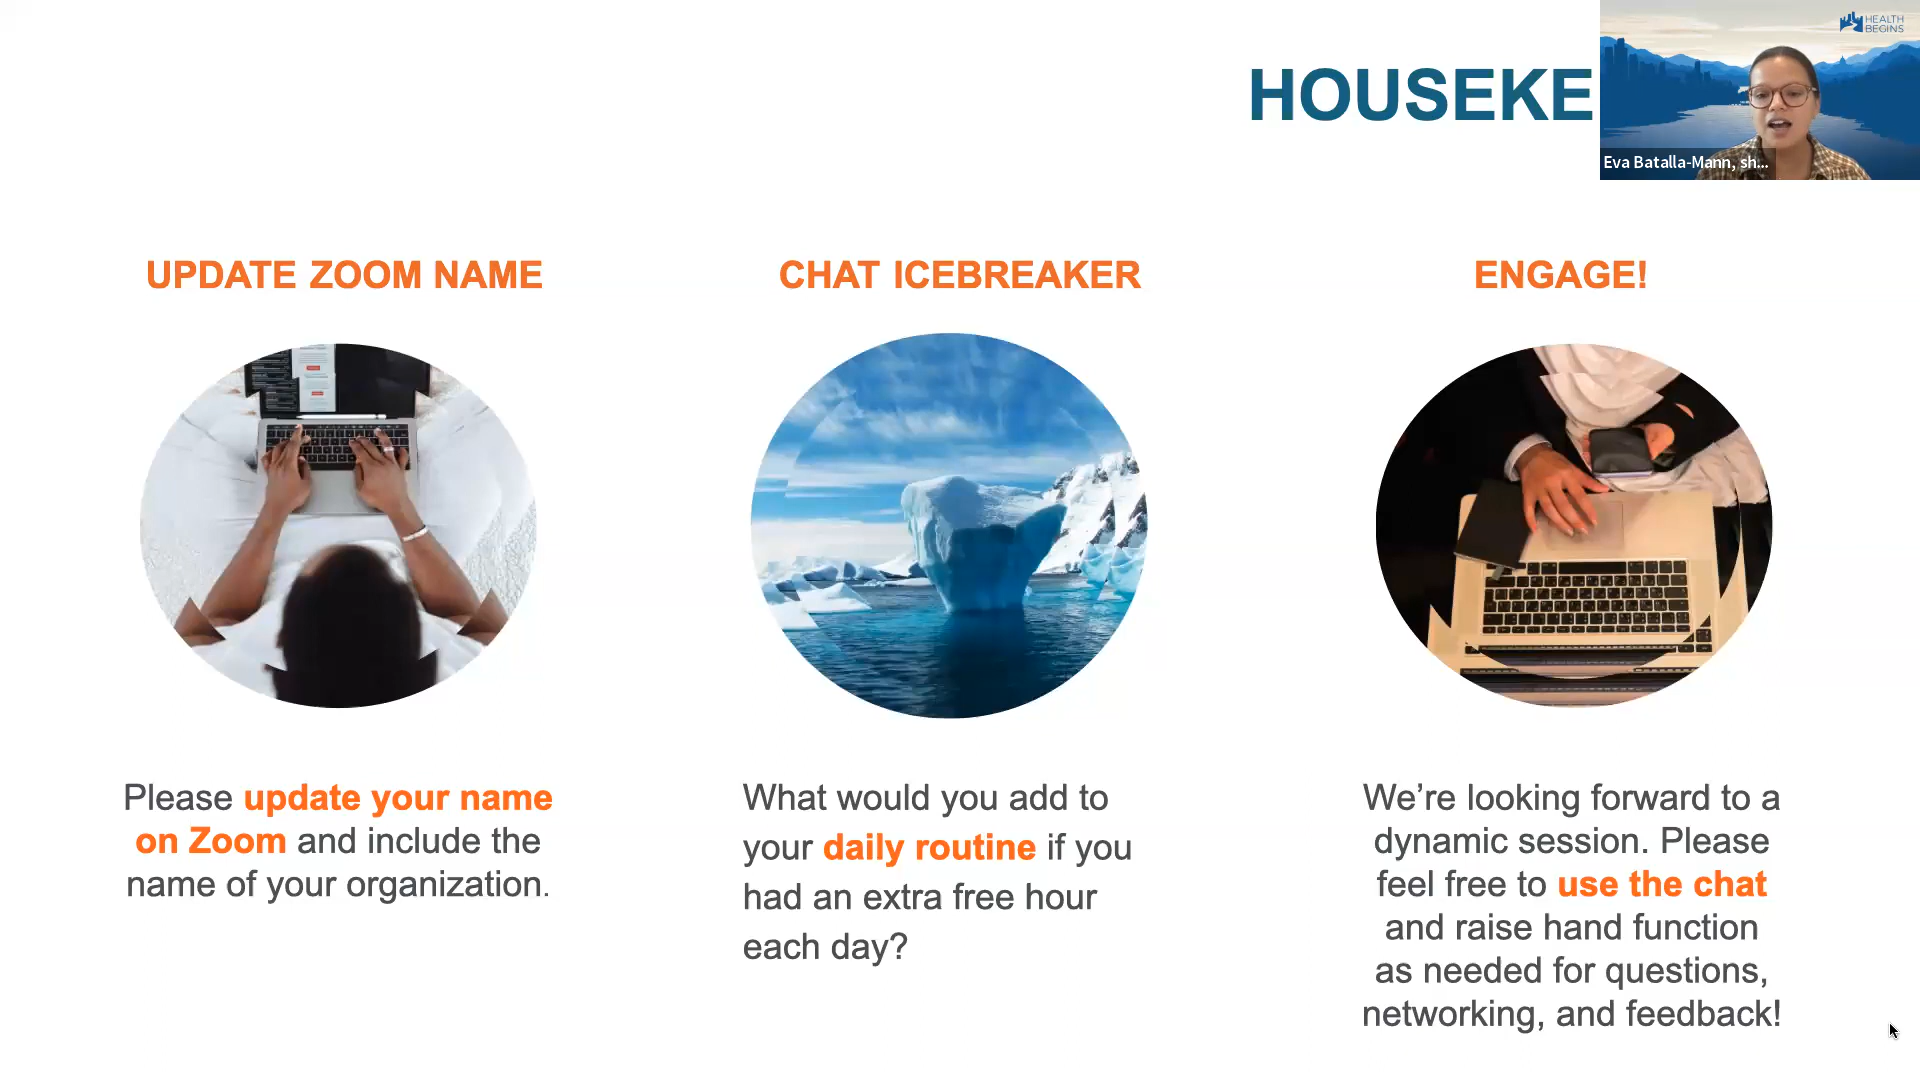 HOUSEKE
HEALTH
BEGINS
Eva Batalla-Mann, sh...
UPDATE ZOOM NAME
CHAT ICEBREAKER
ENGAGE!
Please update your name
on Zoom and include the
name of your organization.
What would you add to
your daily routine if you
had an extra free hour
each day?
We’re looking forward to a
dynamic session. Please
feel free to use the chat
and raise hand function
as needed for questions,
networking, and feedback!